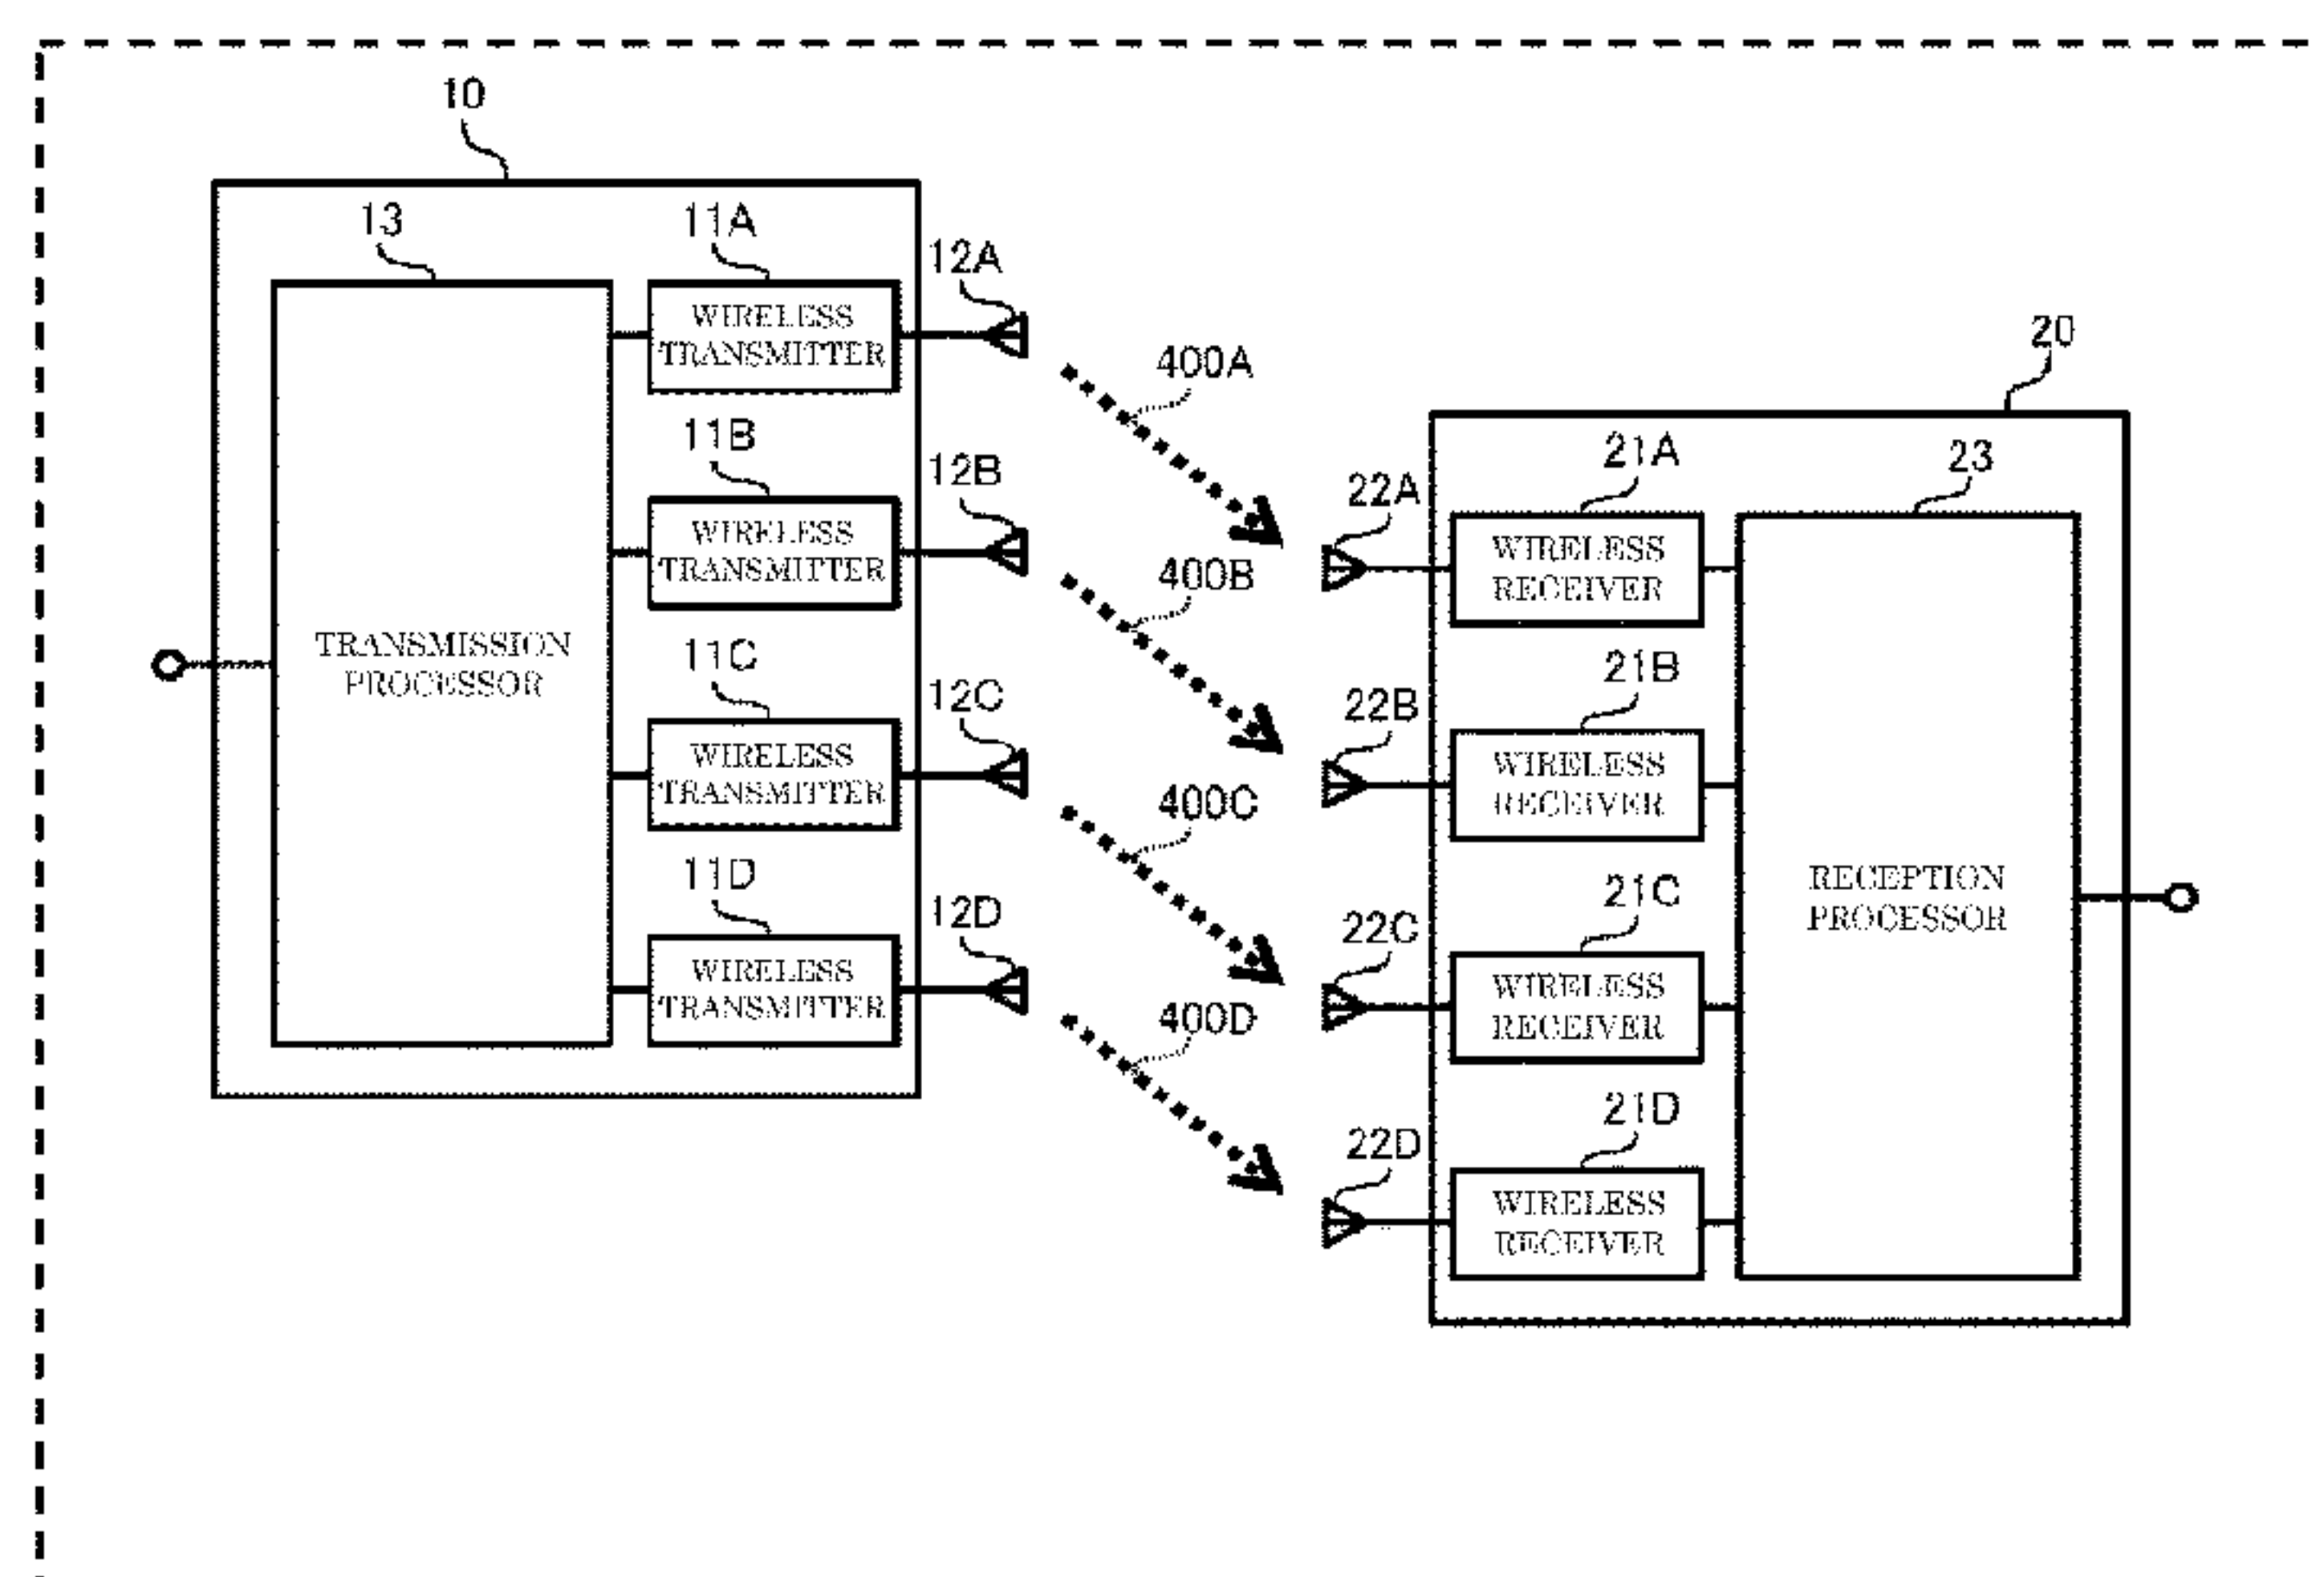 10
13
11A
WIRELESS
TRANSMITTER
12A
11B
WIRELESS
TRANSMITTER
12B
TRANSMISSION
PROCESSOR
11C
WIRELESS
TRANSMITTER
12C
11D
WIRELESS
TRANSMITTER
12D
400A
400B
400C
400D
20
22A
21A
WIRELESS
RECEIVER
23
22B
21B
WIRELESS
RECEIVER
RECEPTION
PROCESSOR
22C
21C
WIRELESS
RECEIVER
22D
21D
WIRELESS
RECEIVER